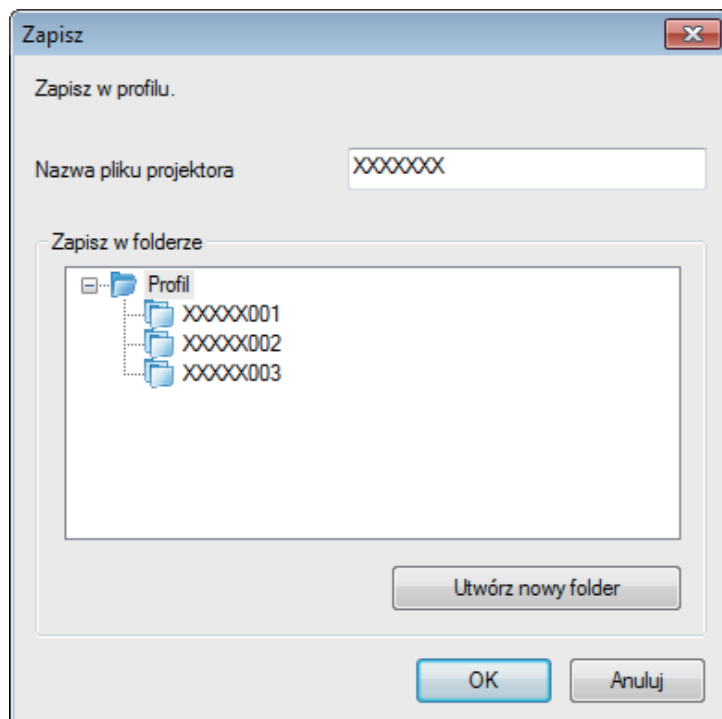 Zapisz
Zapisz w profilu.
Nazwa pliku projektora XXXXXXX
Zapisz w folderze
Profil
XXXXX001
XXXXX002
XXXXX003
Utwórz nowy folder
OK Anuluj